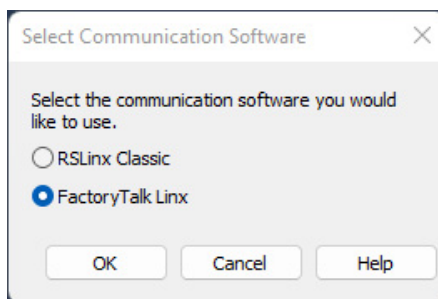 Select Communication Software
Select the communication software you would
like to use.
RSLinx Classic
FactoryTalk Linx
OK Cancel Help